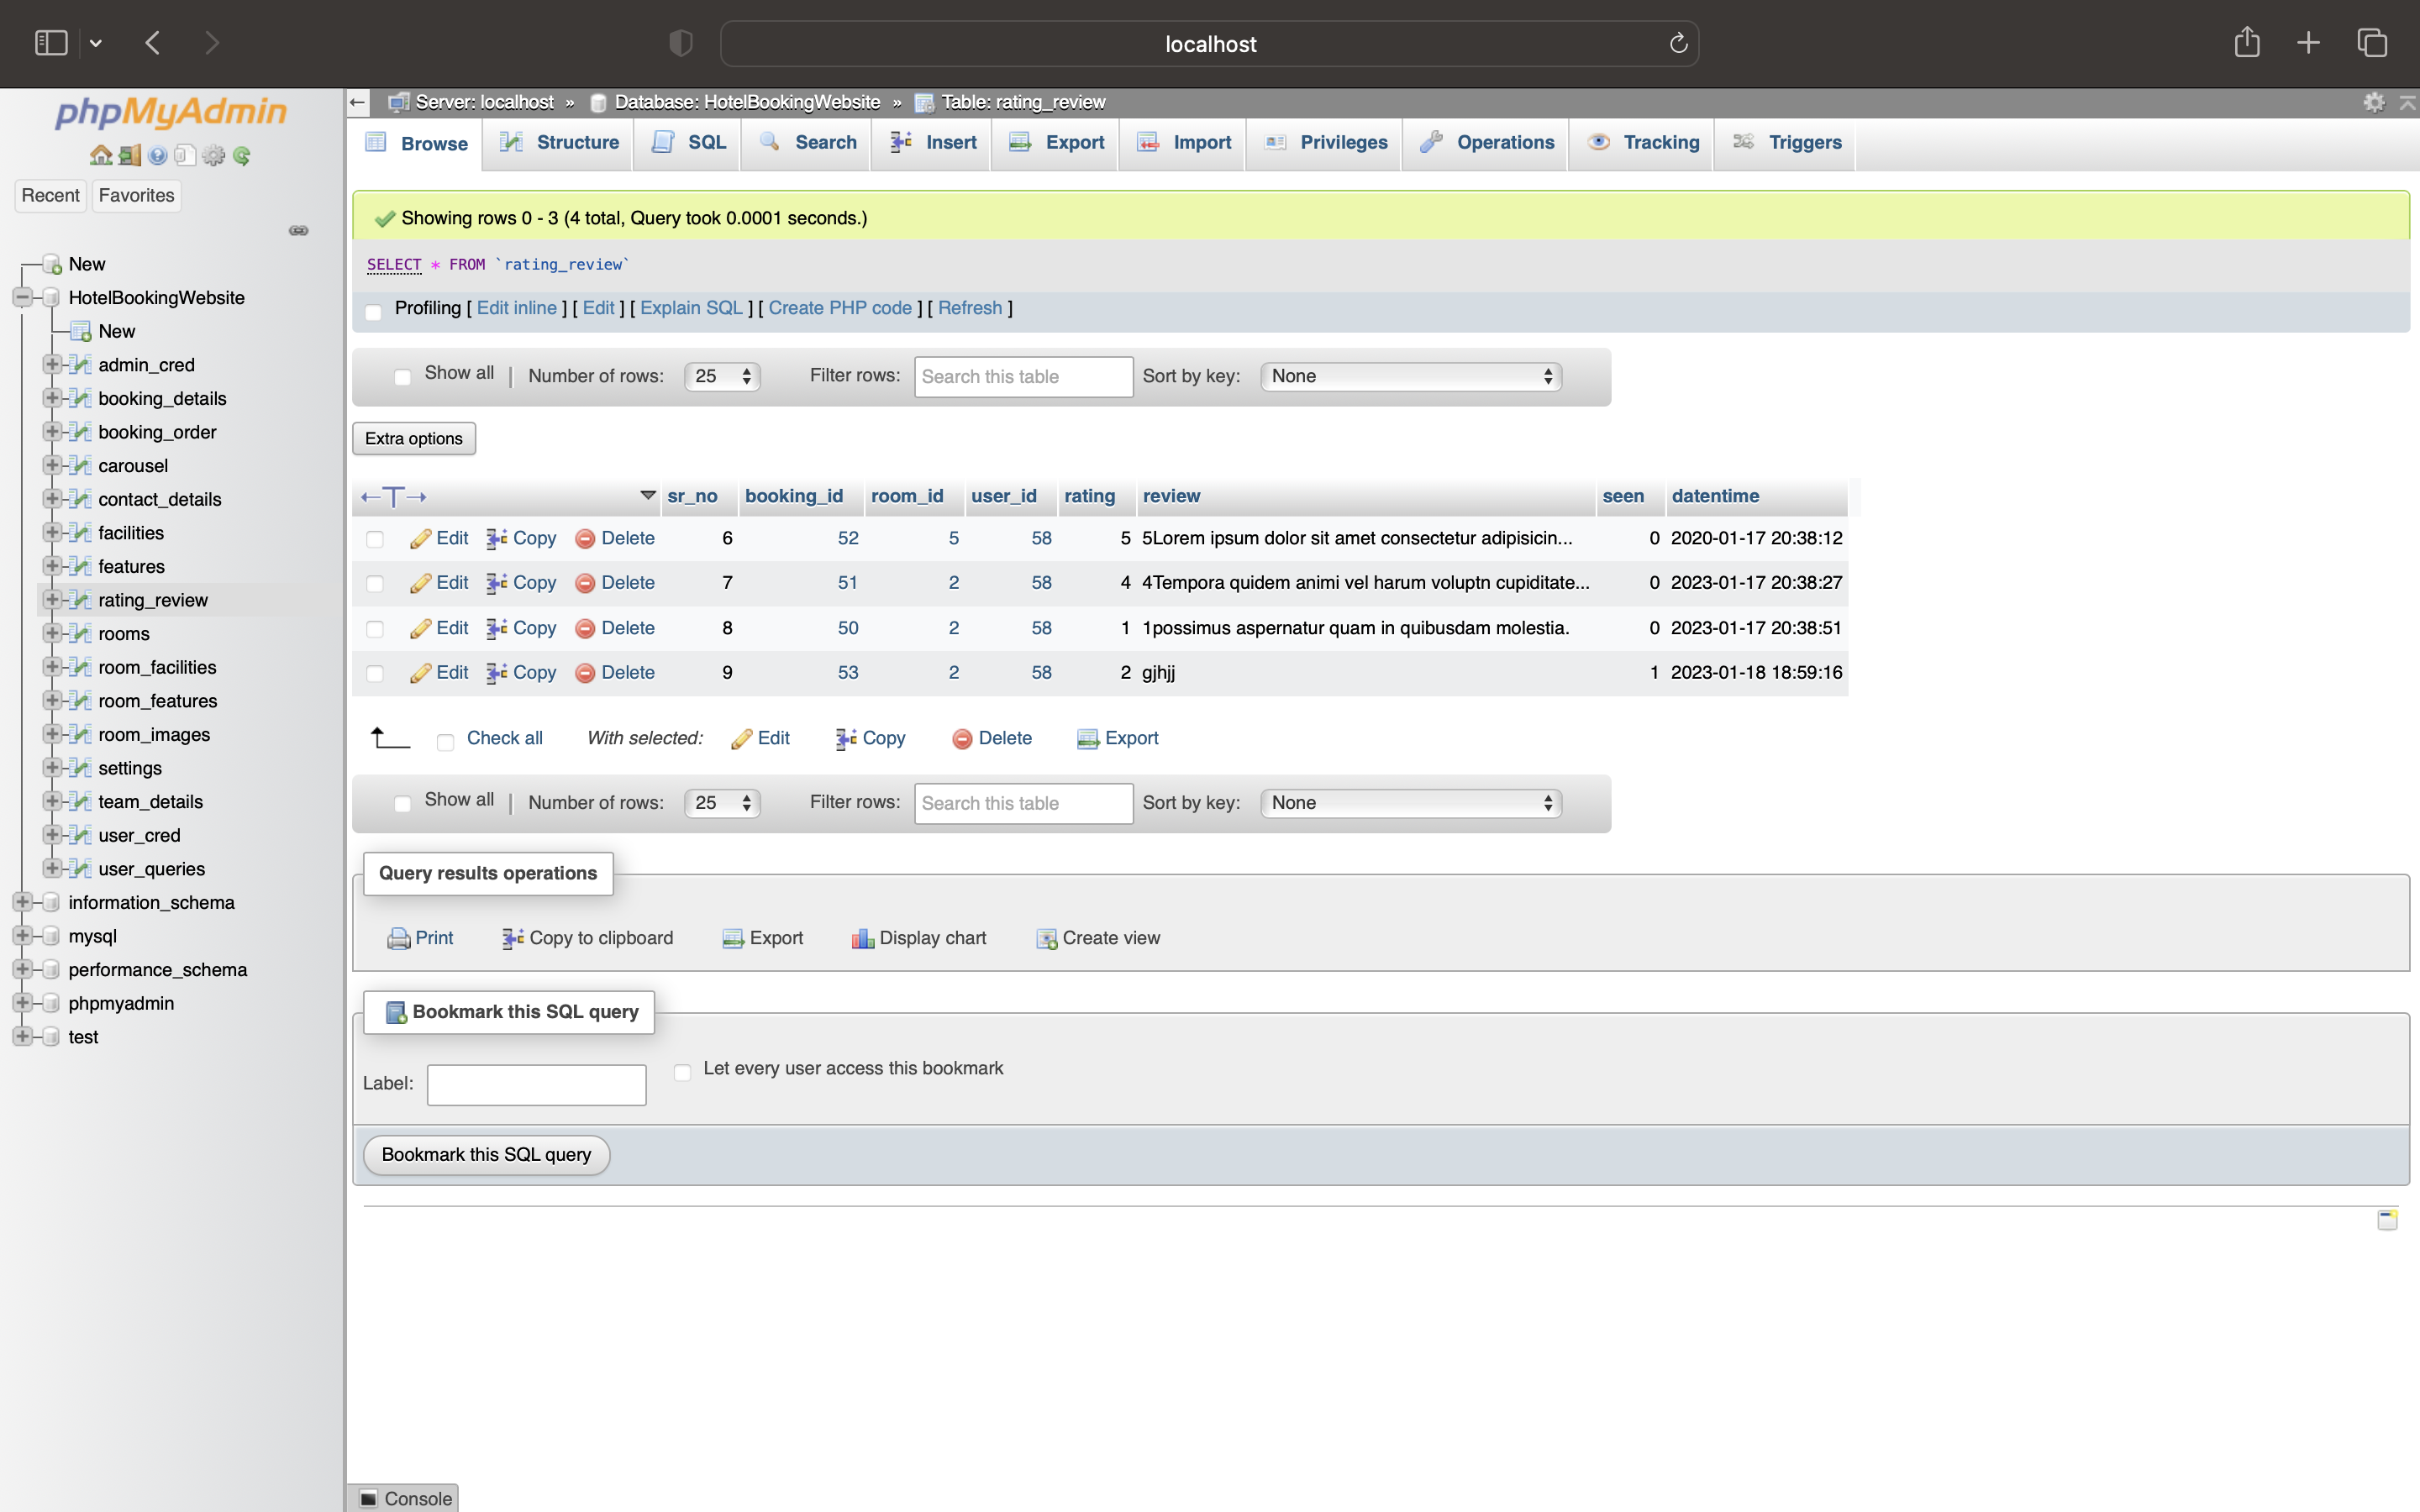 localhost
phpMyAdmin
Recent Favorites
New
HotelBookingWebsite
New
admin_cred
booking_details
booking_order
carousel
contact_details
facilities
features
rating_review
rooms
room_facilities
room_features
room_images
settings
team_details
user_cred
user_queries
information_schema
mysql
performance_schema
phpmyadmin
test
Server: localhost » Database: HotelBookingWebsite » Table: rating_review
Browse Structure SQL Search Insert Export Import Privileges Operations Tracking Triggers
Showing rows 0 - 3 (4 total, Query took 0.0001 seconds.)
SELECT * FROM `rating_review`
Profiling [ Edit inline ] [ Edit ] [ Explain SQL ] [ Create PHP code ] [ Refresh ]
Show all | Number of rows: 25 Filter rows: Search this table Sort by key: None
Extra options
←T→ sr_no booking_id room_id user_id rating review seen datentime
Edit Copy Delete 6 52 5 58 5 5Lorem ipsum dolor sit amet consectetur adipisicin... 0 2020-01-17 20:38:12
Edit Copy Delete 7 51 2 58 4 4Tempora quidem animi vel harum voluptn cupiditate... 0 2023-01-17 20:38:27
Edit Copy Delete 8 50 2 58 1 1possimus aspernatur quam in quibusdam molestia. 0 2023-01-17 20:38:51
Edit Copy Delete 9 53 2 58 2 gjhjj 1 2023-01-18 18:59:16
Check all With selected: Edit Copy Delete Export
Show all | Number of rows: 25 Filter rows: Search this table Sort by key: None
Query results operations
Print Copy to clipboard Export Display chart Create view
Bookmark this SQL query
Label: Let every user access this bookmark
Bookmark this SQL query
Console